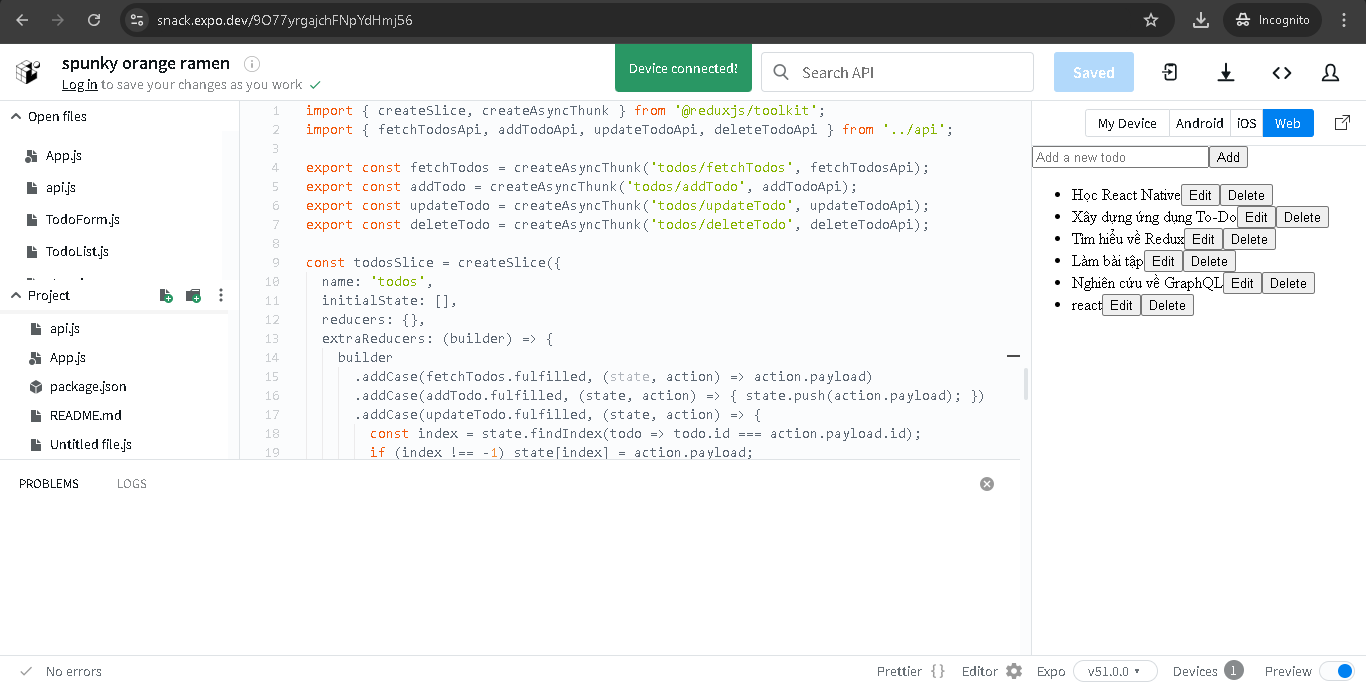 snack.expo.dev/9O77yrgajchFNpYdHmj56
Incognito
spunky orange ramen
Log in to save your changes as you work
Device connected!
Search API
Saved
Open files
App.js
api.js
TodoForm.js
TodoList.js
Project
api.js
App.js
package.json
README.md
Untitled file.js
1 import { createSlice, createAsyncThunk } from '@reduxjs/toolkit';
2 import { fetchTodosApi, addTodoApi, updateTodoApi, deleteTodoApi } from '../api';
3
4 export const fetchTodos = createAsyncThunk('todos/fetchTodos', fetchTodosApi);
5 export const addTodo = createAsyncThunk('todos/addTodo', addTodoApi);
6 export const updateTodo = createAsyncThunk('todos/updateTodo', updateTodoApi);
7 export const deleteTodo = createAsyncThunk('todos/deleteTodo', deleteTodoApi);
8
9 const todosSlice = createSlice({
10 name: 'todos',
11 initialState: [],
12 reducers: {},
13 extraReducers: (builder) => {
14 builder
15 .addCase(fetchTodos.fulfilled, (state, action) => action.payload)
16 .addCase(addTodo.fulfilled, (state, action) => { state.push(action.payload); })
17 .addCase(updateTodo.fulfilled, (state, action) => {
18 const index = state.findIndex(todo => todo.id === action.payload.id);
19 if (index !== -1) state[index] = action.payload;
My Device Android iOS Web
Add a new todo Add
Học React Native Edit Delete
Xây dựng ứng dụng To-Do Edit Delete
Tìm hiểu về Redux Edit Delete
Làm bài tập Edit Delete
Nghiên cứu về GraphQL Edit Delete
react Edit Delete
PROBLEMS LOGS
No errors
Prettier {} Editor Expo v51.0.0 Devices 1 Preview